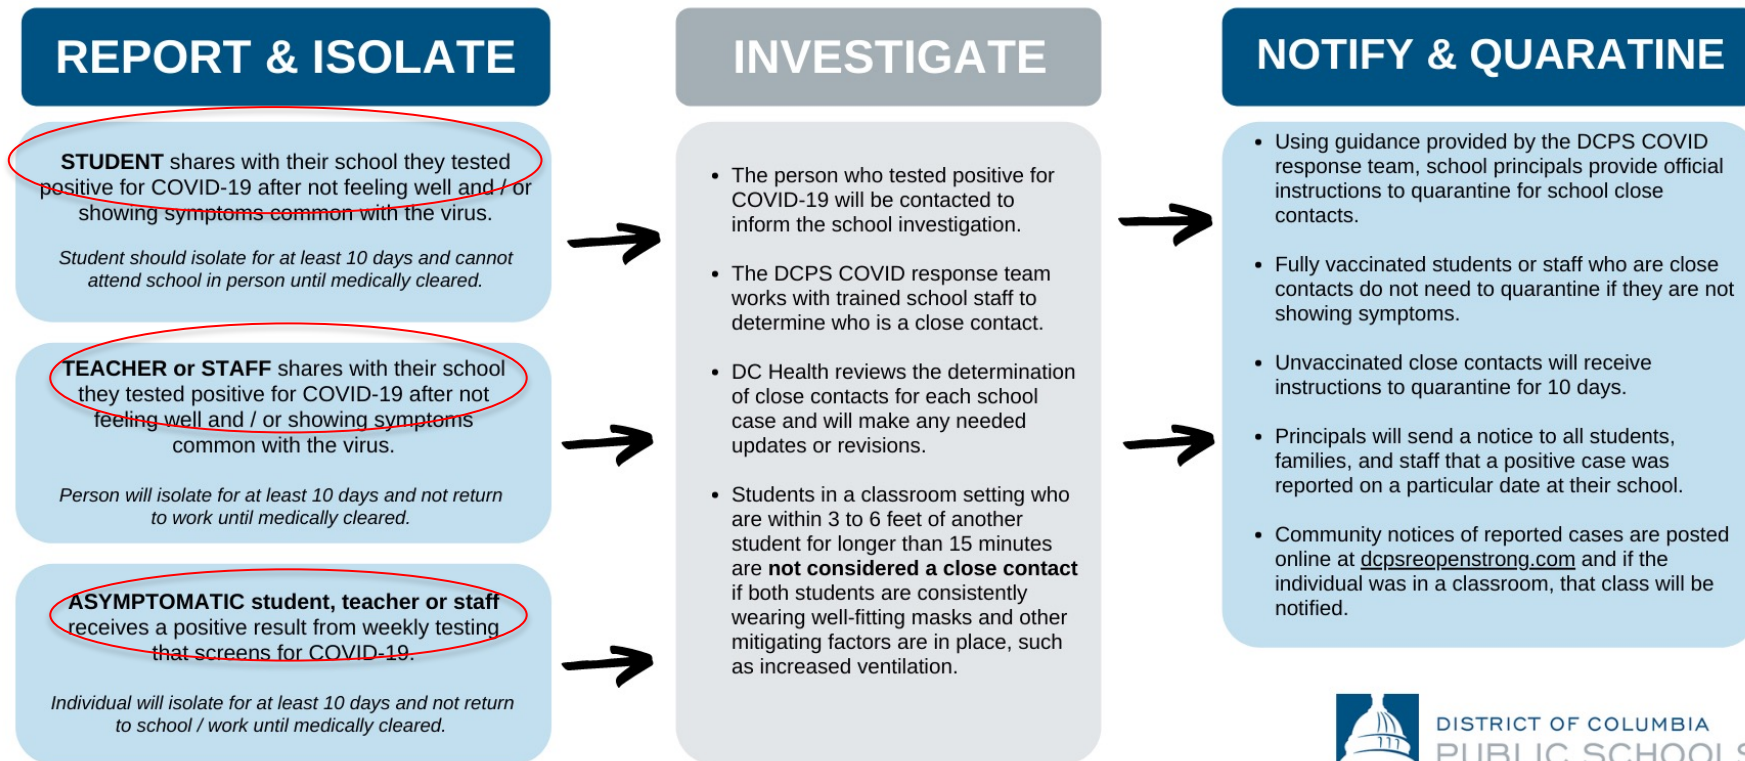 REPORT & ISOLATE
STUDENT shares with their school they tested
positive for COVID-19 after not feeling well and / or
showing symptoms common with the virus.
Student should isolate for at least 10 days and cannot
attend school in person until medically cleared.
TEACHER or STAFF shares with their school
they tested positive for COVID-19 after not
feeling well and / or showing symptoms
common with the virus.
Person will isolate for at least 10 days and not return
to work until medically cleared.
ASYMPTOMATIC student, teacher or staff
receives a positive result from weekly testing
that screens for COVID-19.
Individual will isolate for at least 10 days and not return
to school / work until medically cleared.
INVESTIGATE
• The person who tested positive for
COVID-19 will be contacted to
inform the school investigation.
• The DCPS COVID response team
works with trained school staff to
determine who is a close contact.
• DC Health reviews the determination
of close contacts for each school
case and will make any needed
updates or revisions.
• Students in a classroom setting who
are within 3 to 6 feet of another
student for longer than 15 minutes
are not considered a close contact
if both students are consistently
wearing well-fitting masks and other
mitigating factors are in place, such
as increased ventilation.
NOTIFY & QUARATINE
• Using guidance provided by the DCPS COVID
response team, school principals provide official
instructions to quarantine for school close
contacts.
• Fully vaccinated students or staff who are close
contacts do not need to quarantine if they are not
showing symptoms.
• Unvaccinated close contacts will receive
instructions to quarantine for 10 days.
• Principals will send a notice to all students,
families, and staff that a positive case was
reported on a particular date at their school.
• Community notices of reported cases are posted
online at dcpsreopenstrong.com and if the
individual was in a classroom, that class will be
notified.
DISTRICT OF COLUMBIA
PUBLIC SCHOOLS